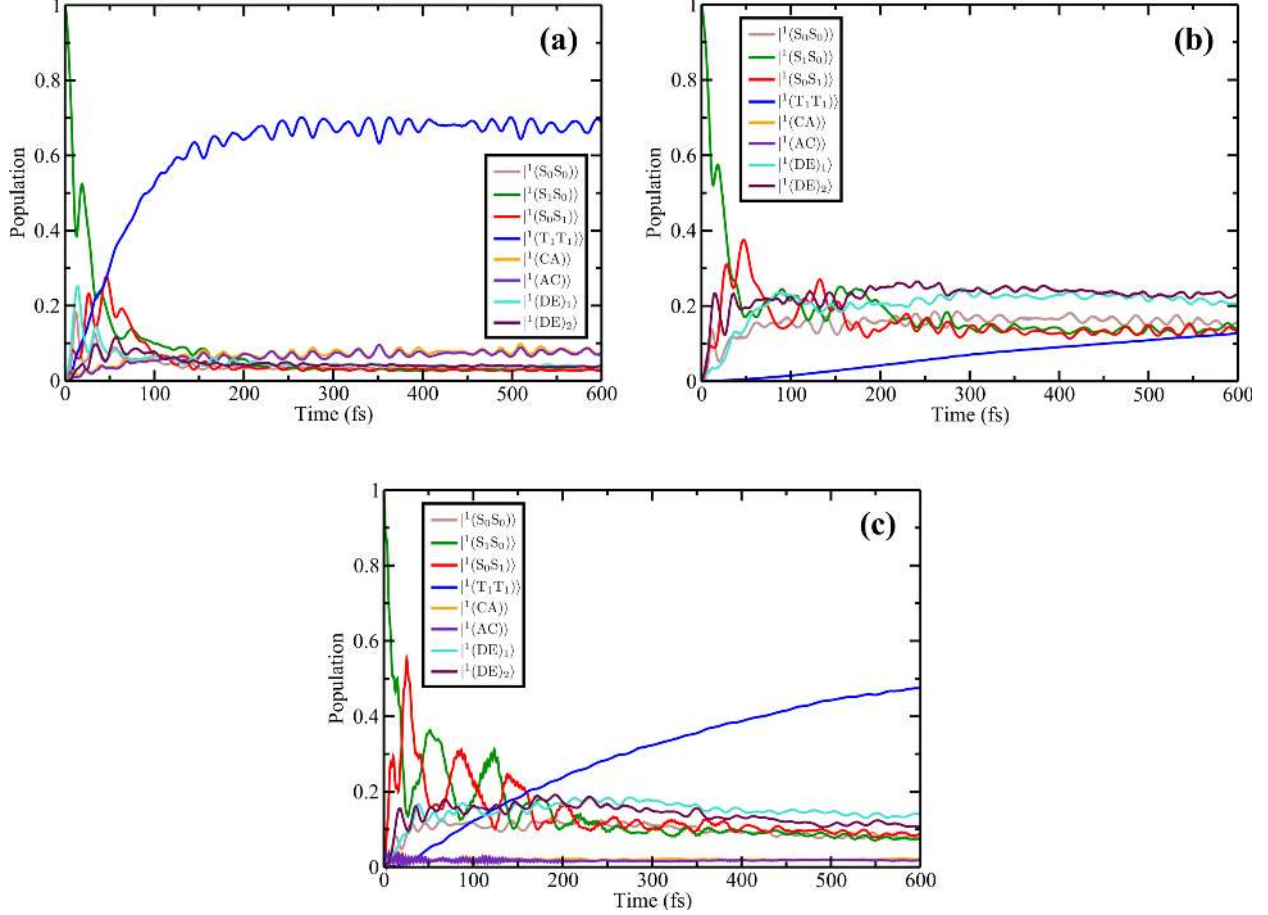 (a)
1
0.8
0.6
0.4
0.2
0
Population
|¹(S₀S₀)⟩
|¹(S₁S₀)⟩
|¹(S₀S₁)⟩
|¹(T₁T₁)⟩
|¹(CA)⟩
|¹(AC)⟩
|¹(DE)₁⟩
|¹(DE)₂⟩
0 100 200 300 400 500 600
Time (fs)
(b)
1
0.8
0.6
0.4
0.2
0
Population
|¹(S₀S₀)⟩
|¹(S₁S₀)⟩
|¹(S₀S₁)⟩
|¹(T₁T₁)⟩
|¹(CA)⟩
|¹(AC)⟩
|¹(DE)₁⟩
|¹(DE)₂⟩
0 100 200 300 400 500 600
Time (fs)
(c)
1
0.8
0.6
0.4
0.2
0
Population
|¹(S₀S₀)⟩
|¹(S₁S₀)⟩
|¹(S₀S₁)⟩
|¹(T₁T₁)⟩
|¹(CA)⟩
|¹(AC)⟩
|¹(DE)₁⟩
|¹(DE)₂⟩
0 100 200 300 400 500 600
Time (fs)